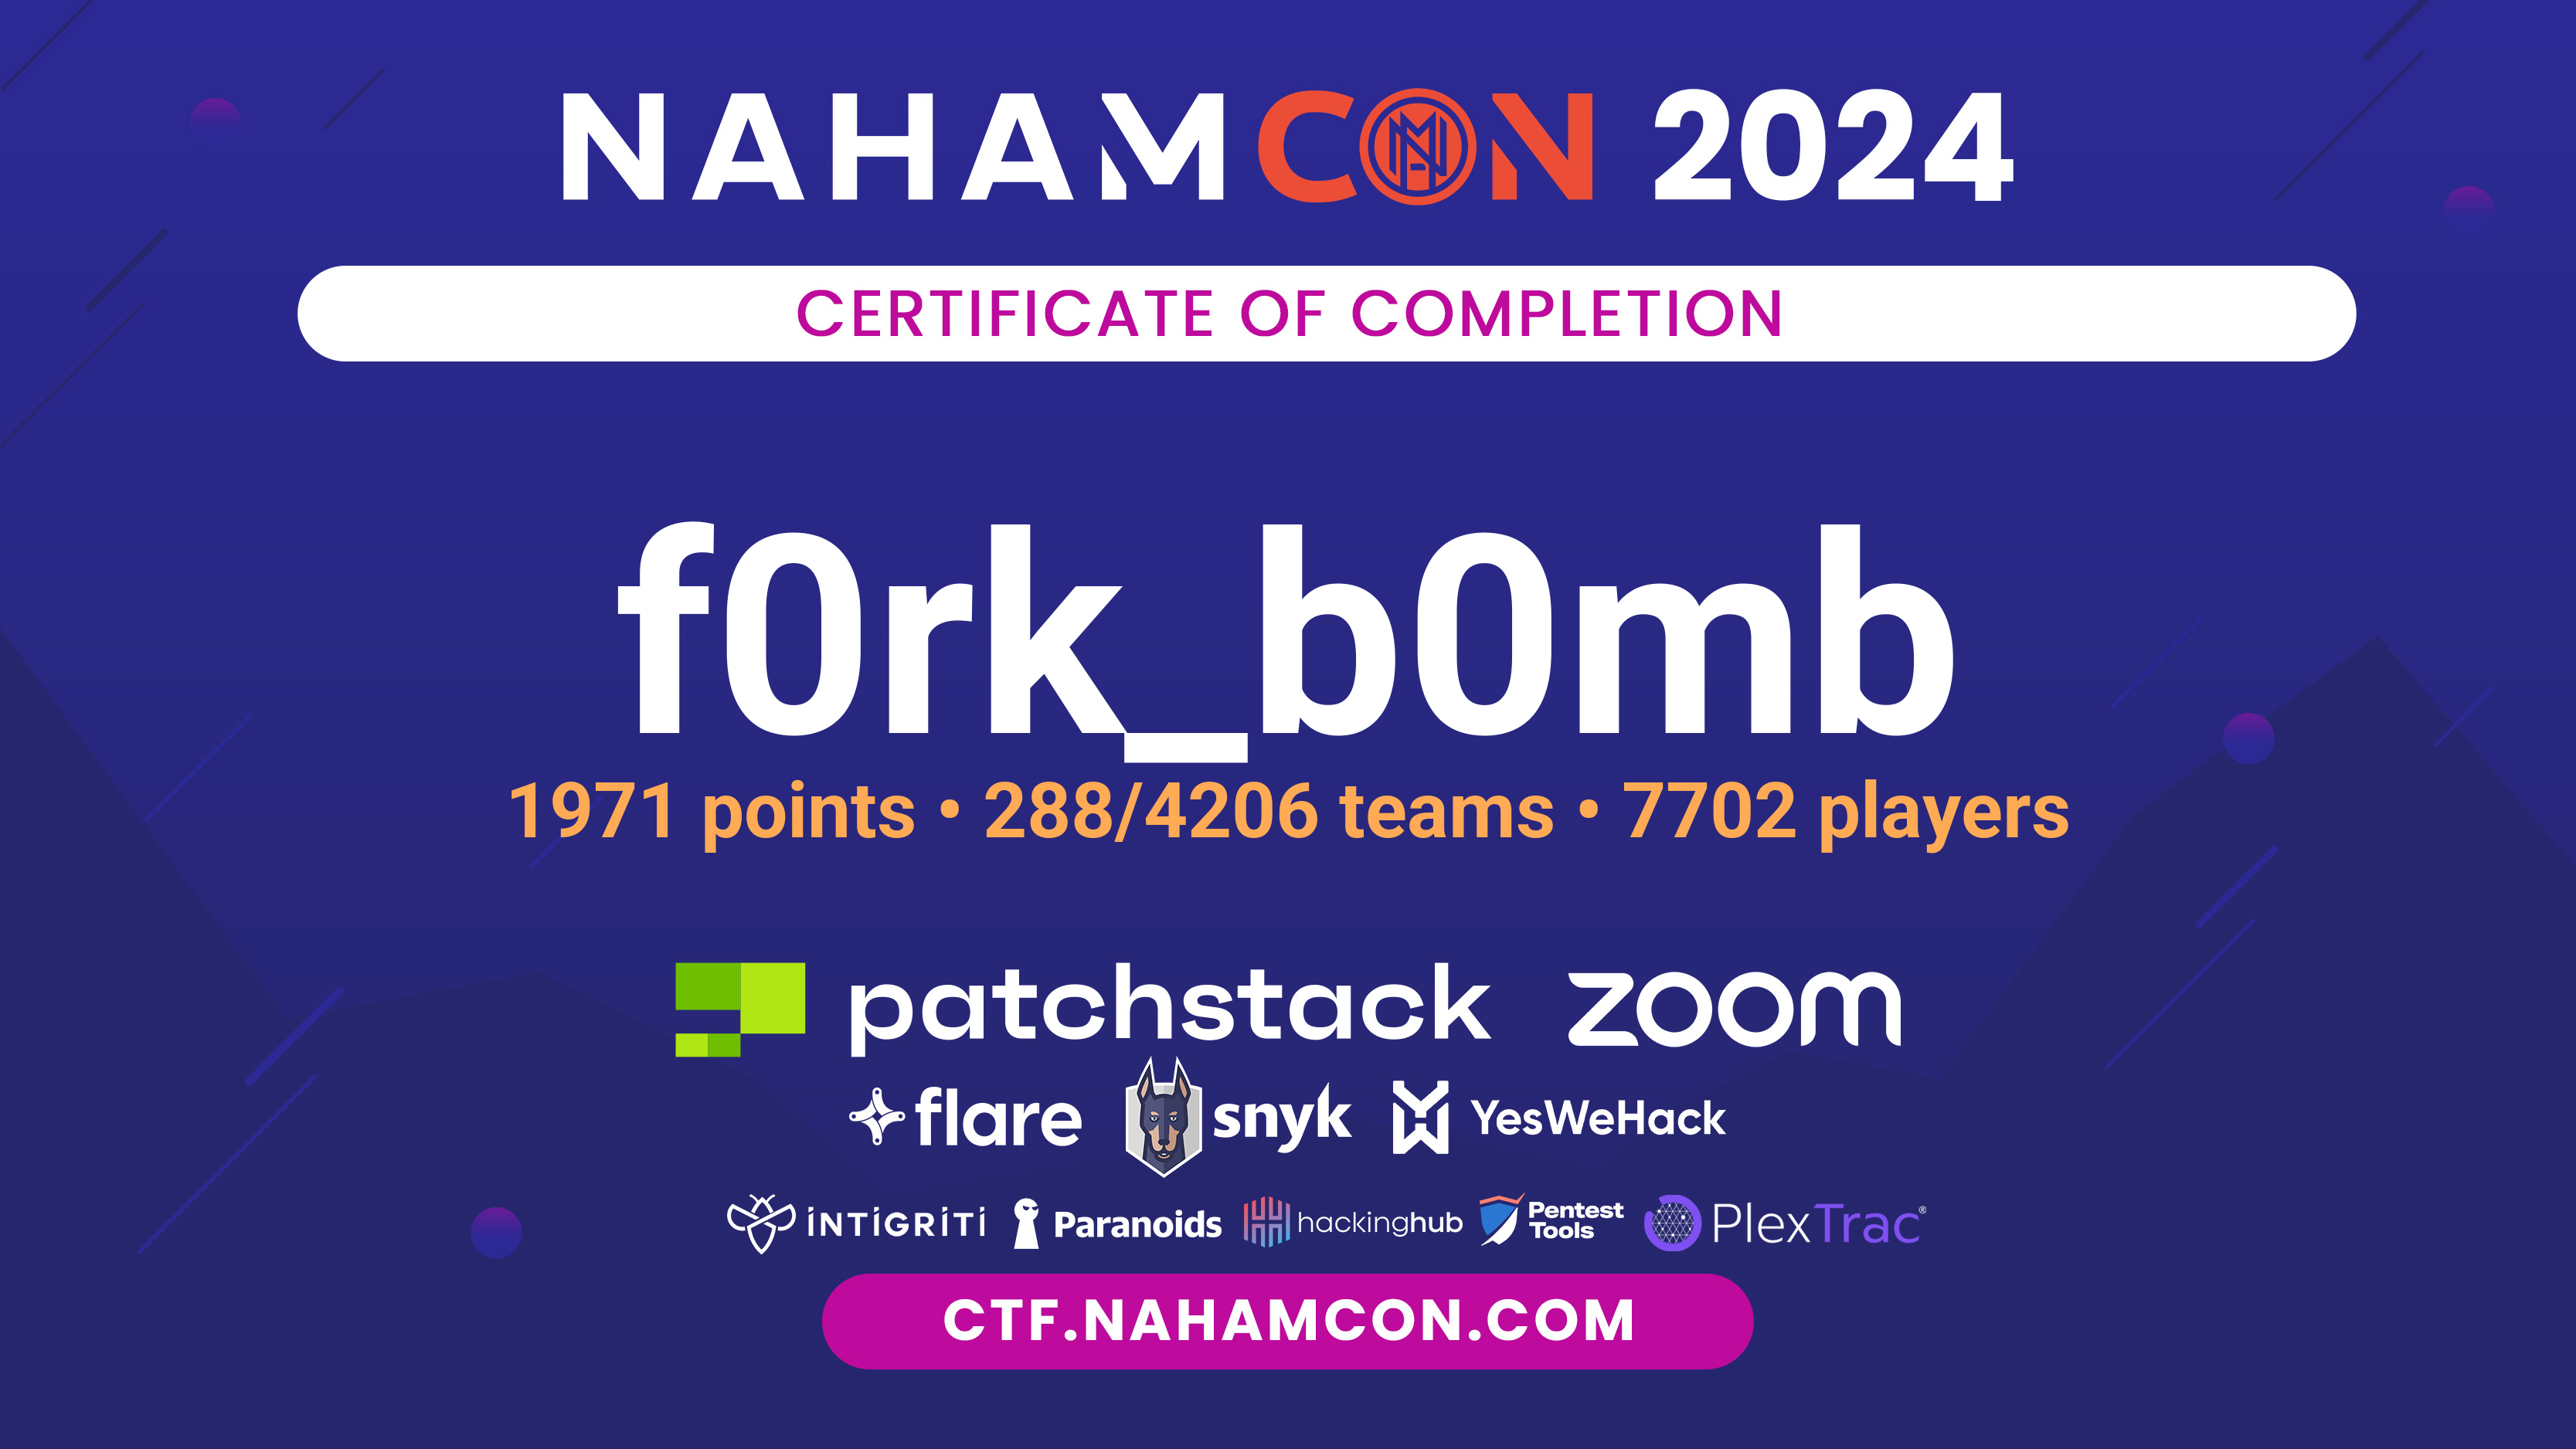 NAHAMCON 2024
CERTIFICATE OF COMPLETION
f0rk_b0mb
1971 points • 288/4206 teams • 7702 players
patchstack zoom
flare snyk YesWeHack
INTIGRITI Paranoids hackinghub Pentest Tools PlexTrac®
CTF.NAHAMCON.COM